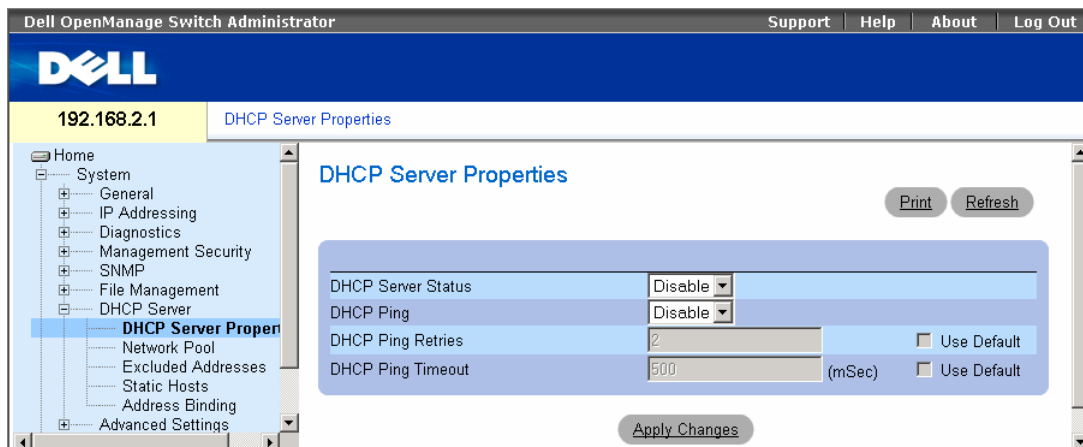 Dell OpenManage Switch Administrator Support Help About Log Out
DELL
192.168.2.1 DHCP Server Properties
Home
System
General
IP Addressing
Diagnostics
Management Security
SNMP
File Management
DHCP Server
DHCP Server Propert
Network Pool
Excluded Addresses
Static Hosts
Address Binding
Advanced Settings
DHCP Server Properties
Print Refresh
DHCP Server Status Disable
DHCP Ping Disable
DHCP Ping Retries 2 Use Default
DHCP Ping Timeout 500 (mSec) Use Default
Apply Changes